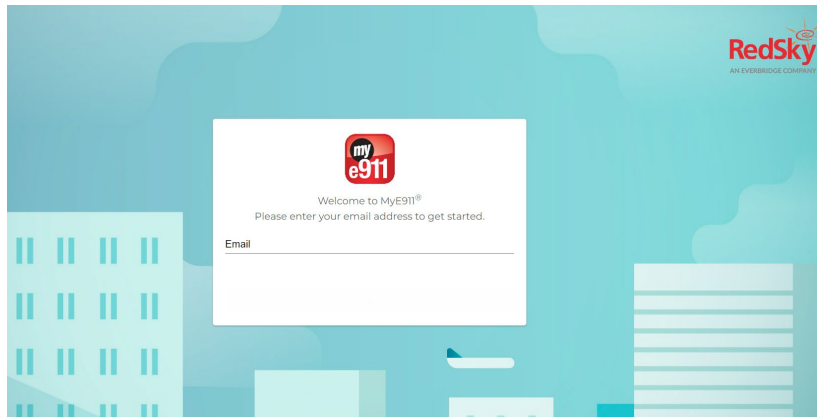 RedSky
AN EVERBRIDGE COMPANY
my
e911
Welcome to MyE911®
Please enter your email address to get started.
Email